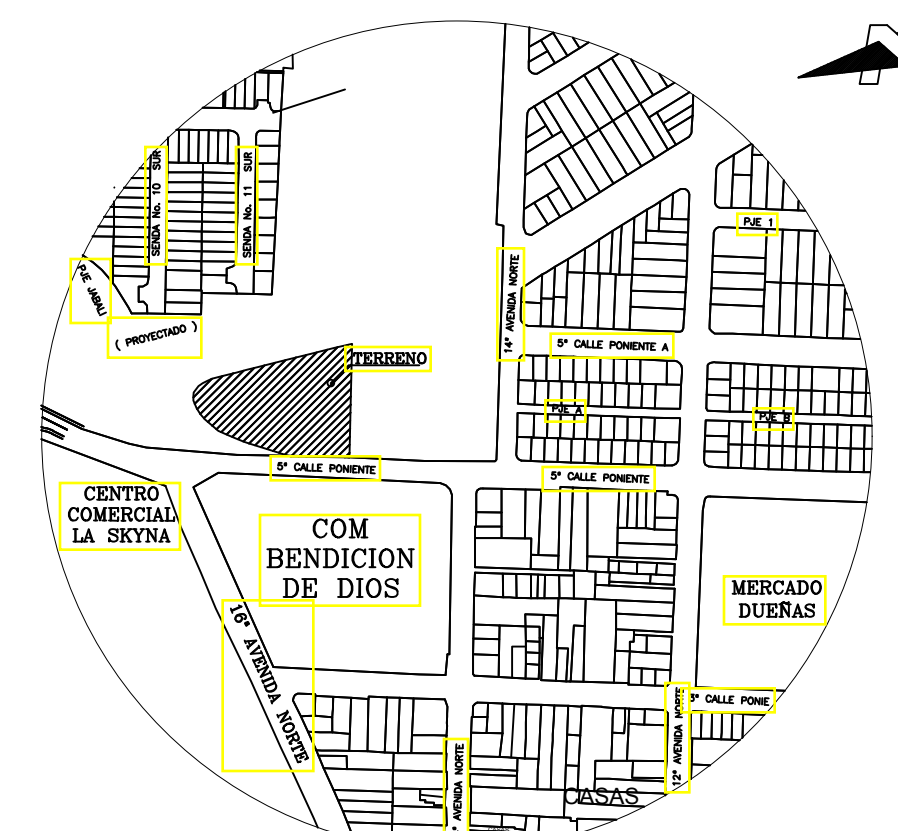 SENDA No. 10 SUR
SENDA No. 11 SUR
PJE 1
PJE JABALI
( PROYECTADO )
14ª AVENIDA NORTE
5ª CALLE PONIENTE A
TERRENO
PJE A
PJE B
5ª CALLE PONIENTE
5ª CALLE PONIENTE
CENTRO
COMERCIAL
LA SKYNA
COM
BENDICION
DE DIOS
MERCADO
DUEÑAS
16ª AVENIDA NORTE
3ª CALLE PONIE
12ª AVENIDA NORTE
AVENIDA NORTE
CASAS